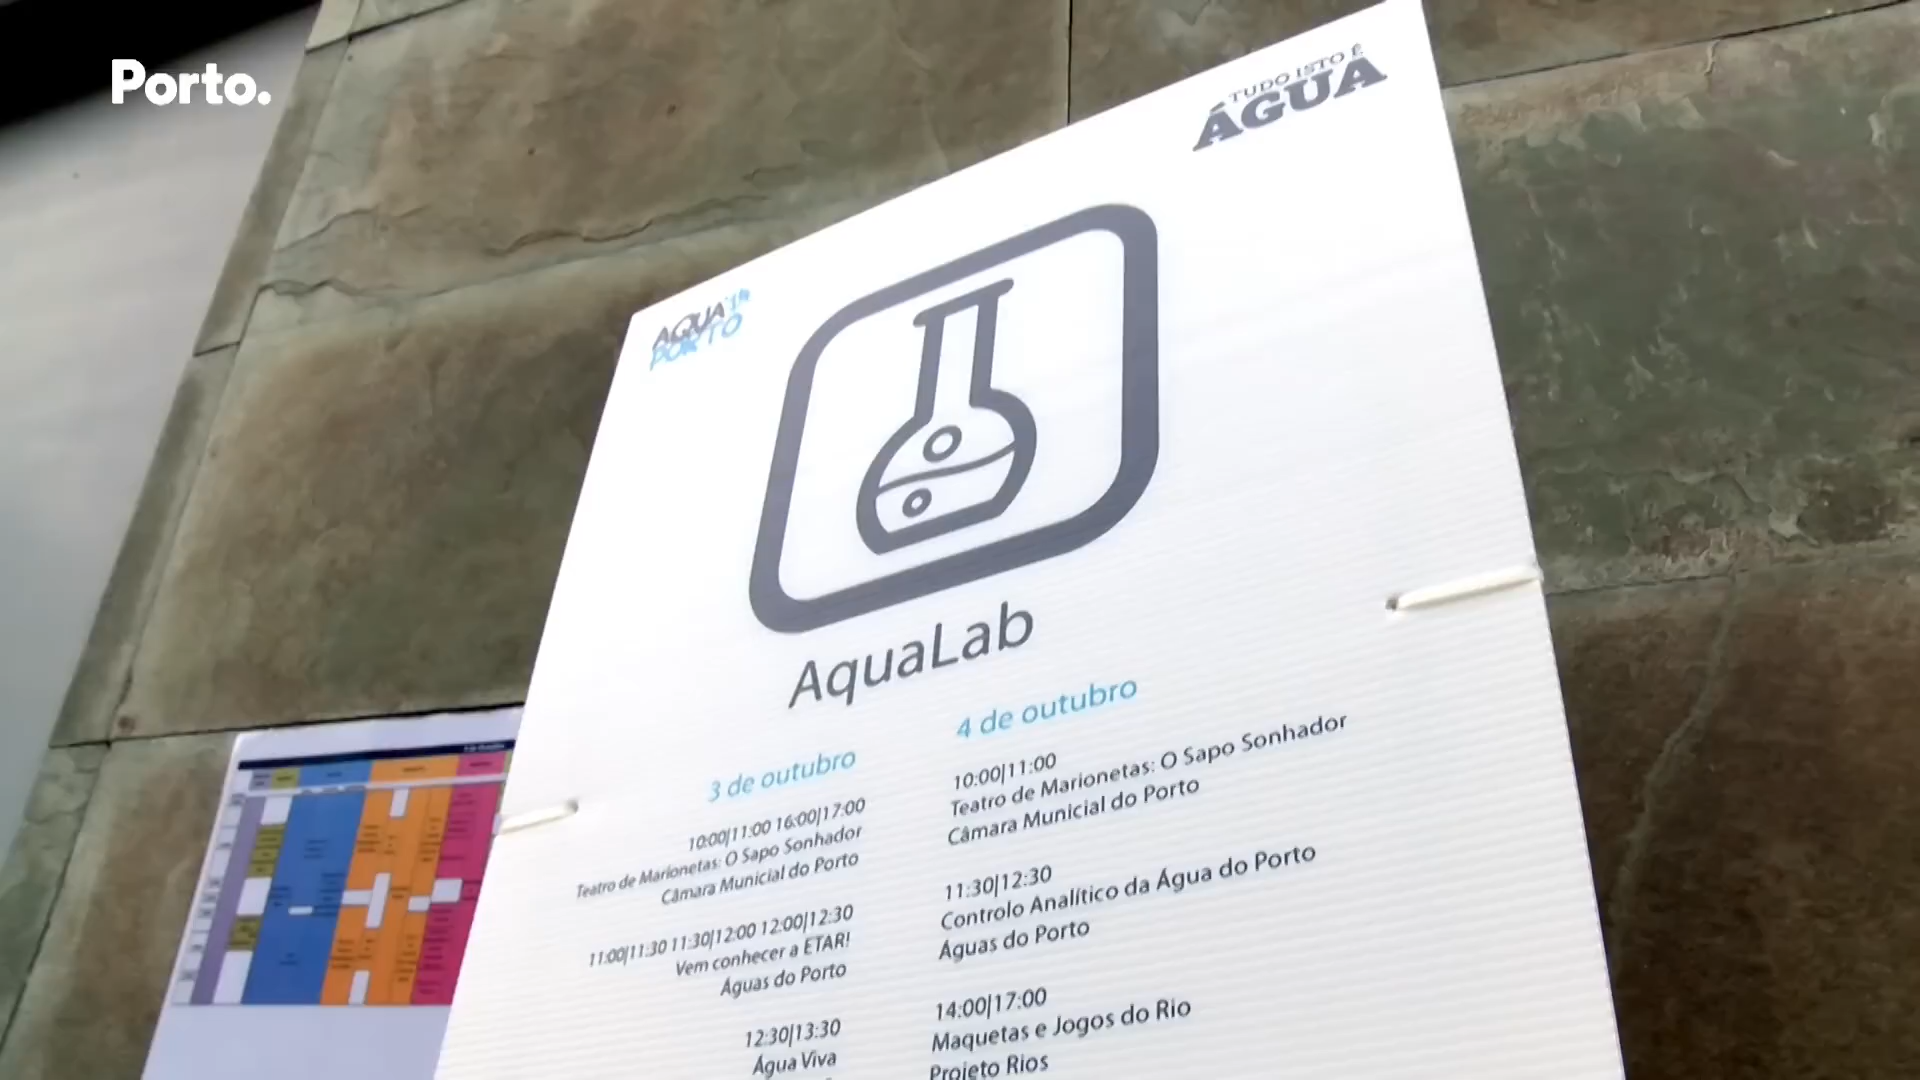 Porto.
TUDO ISTO É
ÁGUA
AQUA'14
PORTO
AquaLab
3 de outubro
10:00|11:00 16:00|17:00
Teatro de Marionetas: O Sapo Sonhador
Câmara Municial do Porto
11:00|11:30 11:30|12:00 12:00|12:30
Vem conhecer a ETAR!
Águas do Porto
12:30|13:30
Água Viva
4 de outubro
10:00|11:00
Teatro de Marionetas: O Sapo Sonhador
Câmara Municial do Porto
11:30|12:30
Controlo Analítico da Água do Porto
Águas do Porto
14:00|17:00
Maquetas e Jogos do Rio
Projeto Rios